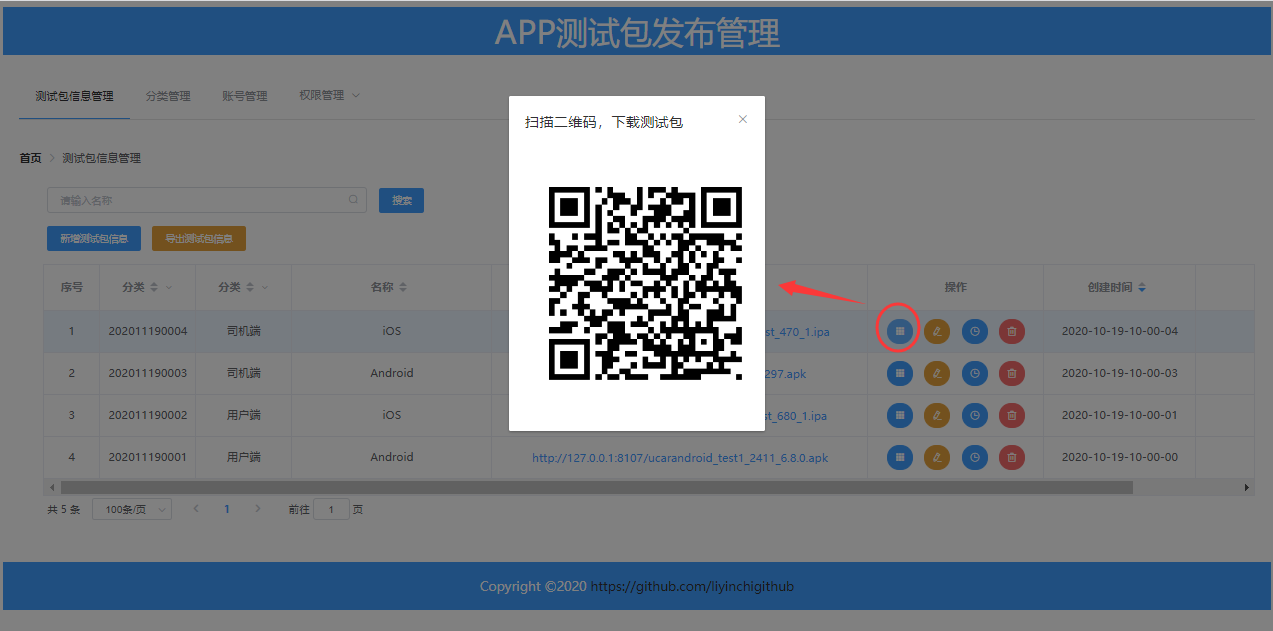 APP测试包发布管理
测试包信息管理 分类管理 账号管理 权限管理
扫描二维码，下载测试包
首页 测试包信息管理
请输入名称 搜索
新增测试包信息 导出测试包信息
序号 分类 分类 名称 操作 创建时间
1 202011190004 司机端 iOS st_470_1.ipa 2020-10-19-10-00-04
2 202011190003 司机端 Android 297.apk 2020-10-19-10-00-03
3 202011190002 用户端 iOS st_680_1.ipa 2020-10-19-10-00-01
4 202011190001 用户端 Android http://127.0.0.1:8107/ucarandroid_test1_2411_6.8.0.apk 2020-10-19-10-00-00
共 5 条 100条/页 1 前往 1 页
Copyright ©2020 https://github.com/liyinchigithub